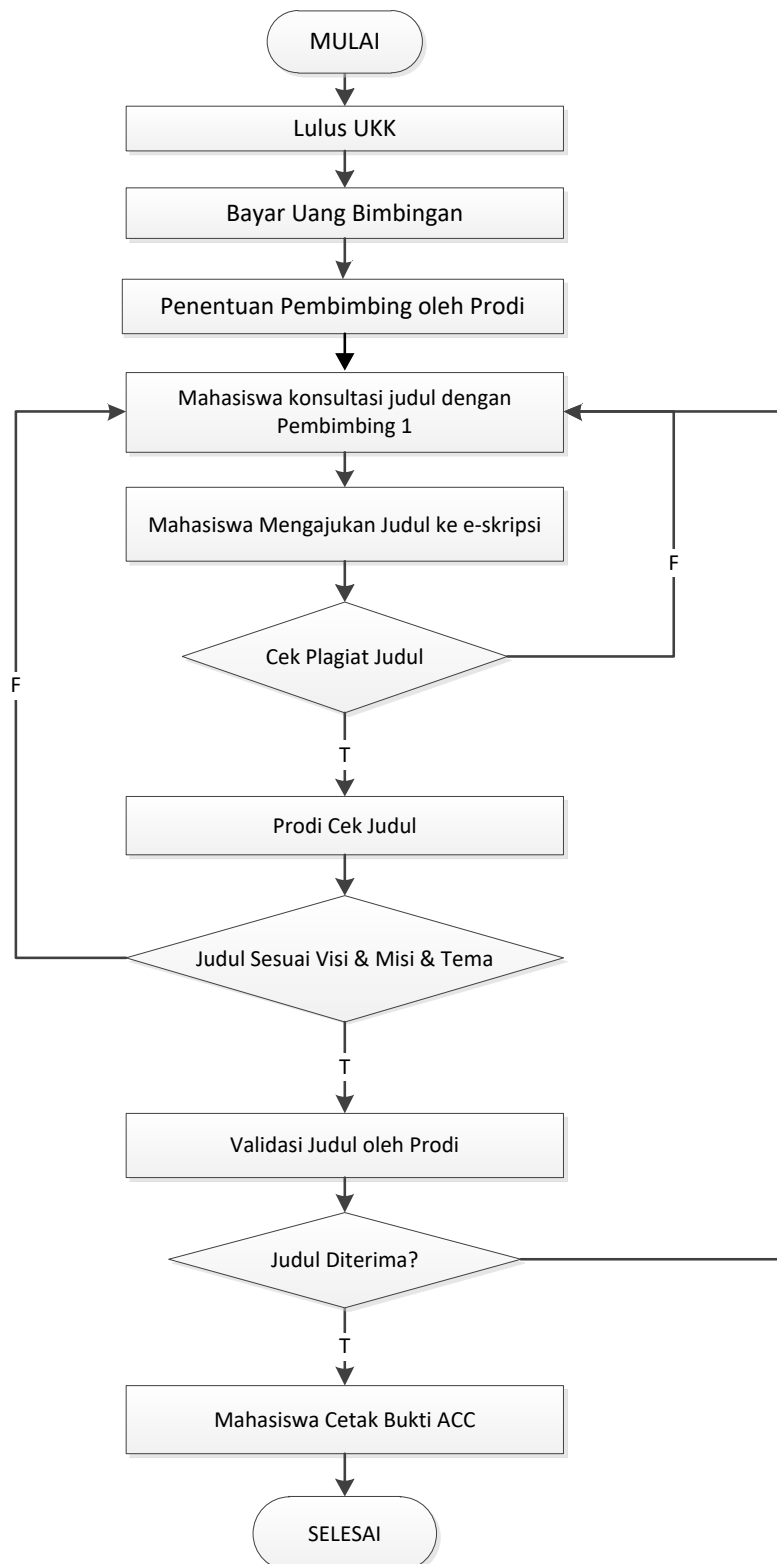 MULAI
Lulus UKK
Bayar Uang Bimbingan
Penentuan Pembimbing oleh Prodi
Mahasiswa konsultasi judul dengan
Pembimbing 1
Mahasiswa Mengajukan Judul ke e-skripsi
F
Cek Plagiat Judul
F
T
Prodi Cek Judul
Judul Sesuai Visi & Misi & Tema
T
Validasi Judul oleh Prodi
Judul Diterima?
T
Mahasiswa Cetak Bukti ACC
SELESAI